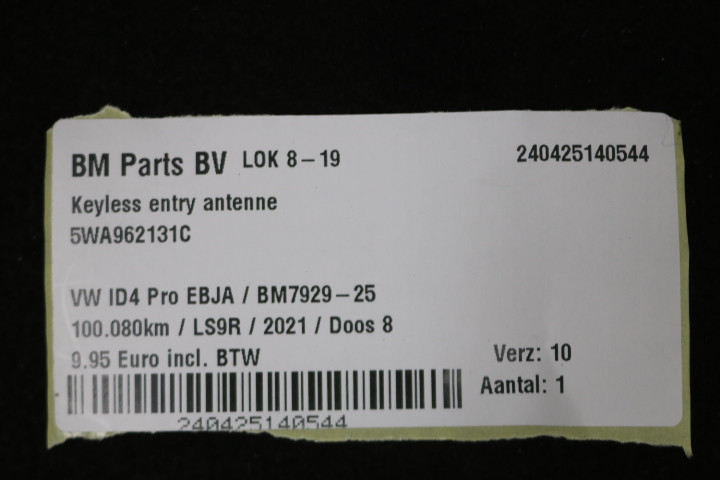 BM Parts BV LOK 8-19 240425140544
Keyless entry antenne
5WA962131C
VW ID4 Pro EBJA / BM7929-25
100.080km / LS9R / 2021 / Doos 8
9.95 Euro incl. BTW Verz: 10
Aantal: 1
240425140544